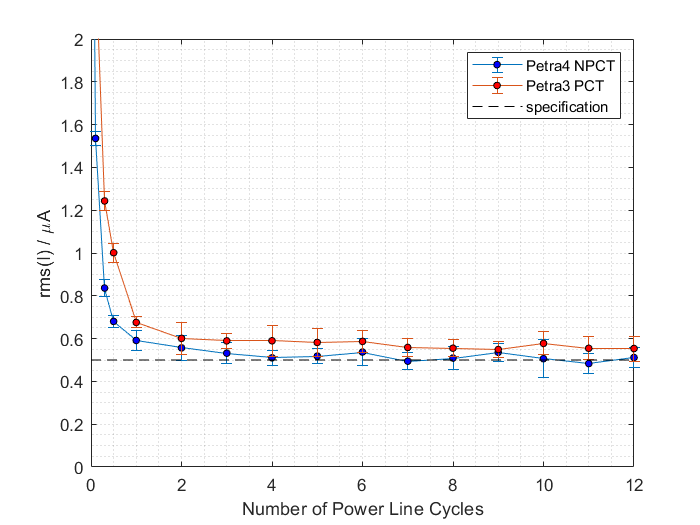 2
1.8
1.6
1.4
1.2
1
0.8
0.6
0.4
0.2
0
rms(I) / μA
Petra4 NPCT
Petra3 PCT
specification
0 2 4 6 8 10 12
Number of Power Line Cycles